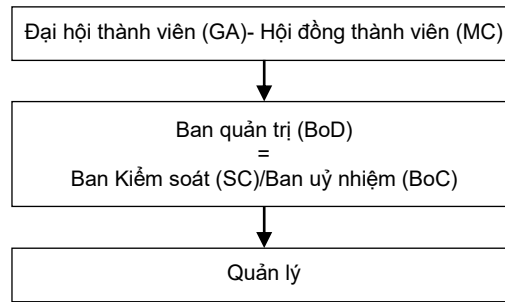 Đại hội thành viên (GA)- Hội đồng thành viên (MC)
Ban quản trị (BoD)
=
Ban Kiểm soát (SC)/Ban uỷ nhiệm (BoC)
Quản lý